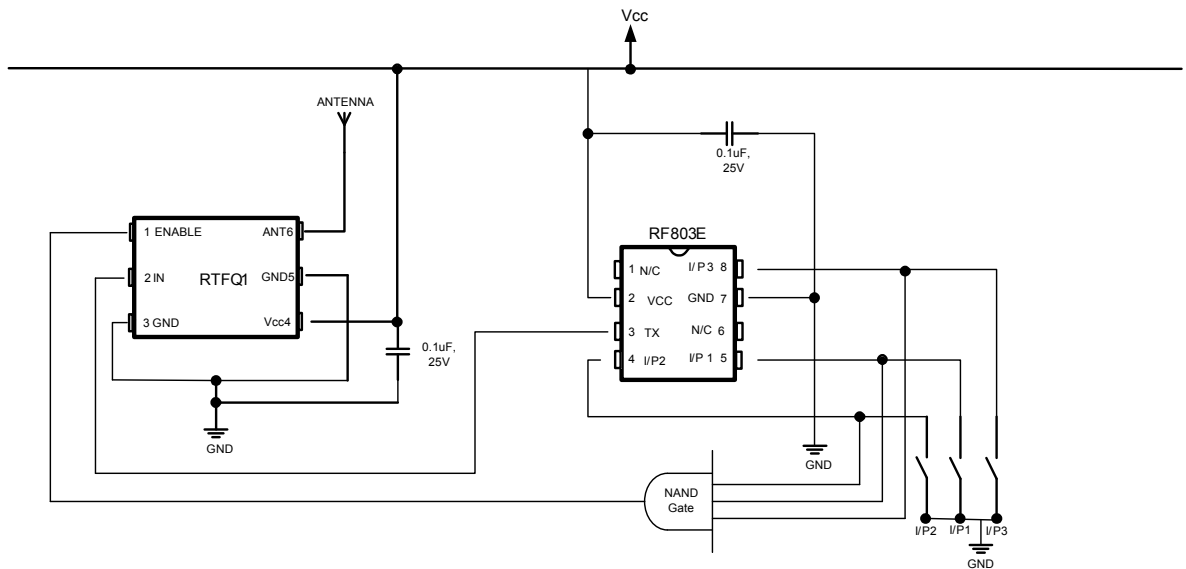 Vcc
ANTENNA
0.1uF,
25V
RF803E
1 ENABLE
ANT6
2 IN
RTFQ1
GND5
3 GND
Vcc4
1 N/C
I/P3 8
2 VCC
GND 7
3 TX
N/C 6
4 I/P2
I/P1 5
0.1uF,
25V
GND
GND
NAND
Gate
I/P2
I/P1
I/P3
GND